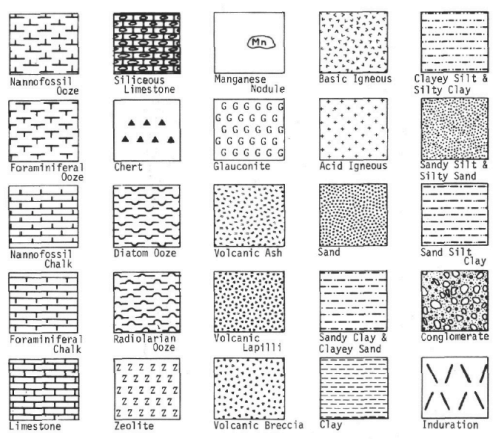 Mn
Nannofossil
Ooze
Siliceous
Limestone
Manganese
Nodule
Basic Igneous
Clayey Silt &
Silty Clay
G G G G G G
G G G G G
G G G G G G
G G G G G
G G G G G G
Foraminiferal
Ooze
Chert
Glauconite
Acid Igneous
Sandy Silt &
Silty Sand
Nannofossil
Chalk
Diatom Ooze
Volcanic Ash
Sand
Sand Silt
Clay
Foraminiferal
Chalk
Radiolarian
Ooze
Volcanic
Lapilli
Sandy Clay &
Clayey Sand
Conglomerate
Z Z Z Z Z
Z Z Z Z Z
Z Z Z Z Z
Z Z Z Z Z
Z Z Z Z Z
Limestone
Zeolite
Volcanic Breccia
Clay
Induration